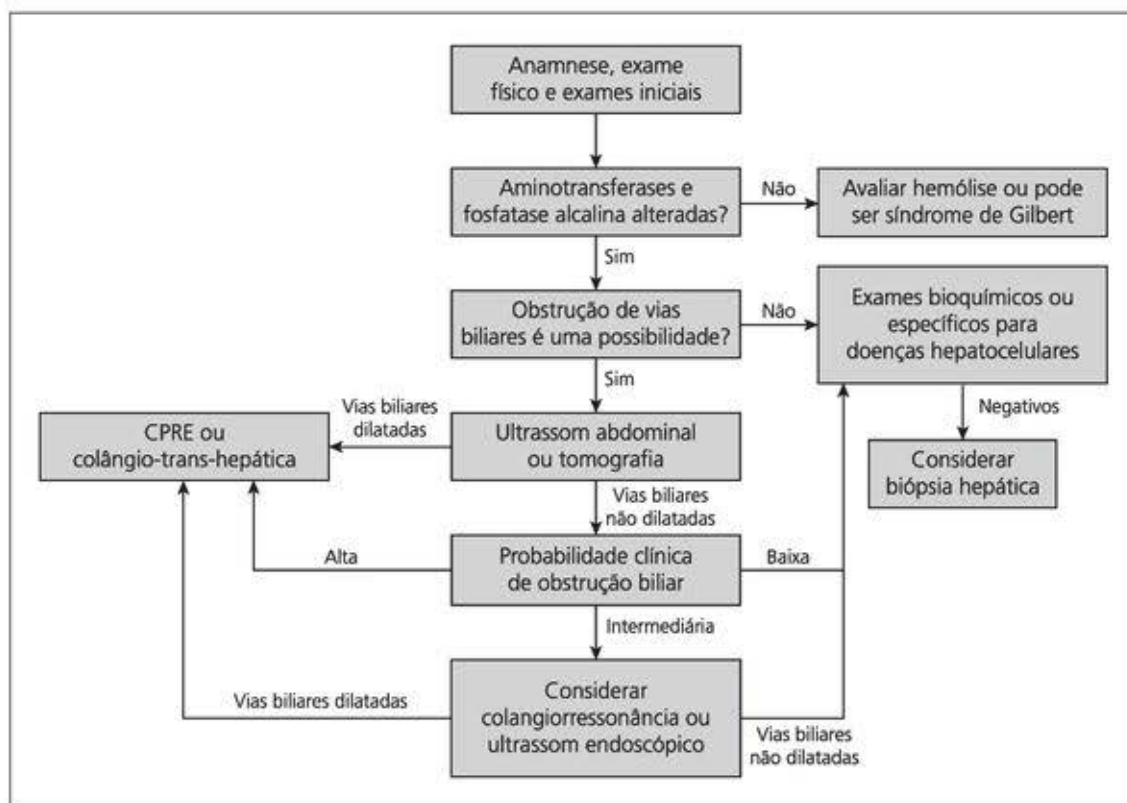 Anamnese, exame
físico e exames iniciais
Aminotransferases e
fosfatase alcalina alteradas?
Não
Avaliar hemólise ou pode
ser síndrome de Gilbert
Sim
Obstrução de vias
biliares é uma possibilidade?
Não
Exames bioquímicos ou
específicos para
doenças hepatocelulares
Sim
Negativos
Considerar
biópsia hepática
Ultrassom abdominal
ou tomografia
Vias biliares
dilatadas
CPRE ou
colângio-trans-hepática
Vias biliares
não dilatadas
Probabilidade clínica
de obstrução biliar
Alta
Baixa
Intermediária
Considerar
colangiorressonância ou
ultrassom endoscópico
Vias biliares dilatadas
Vias biliares
não dilatadas